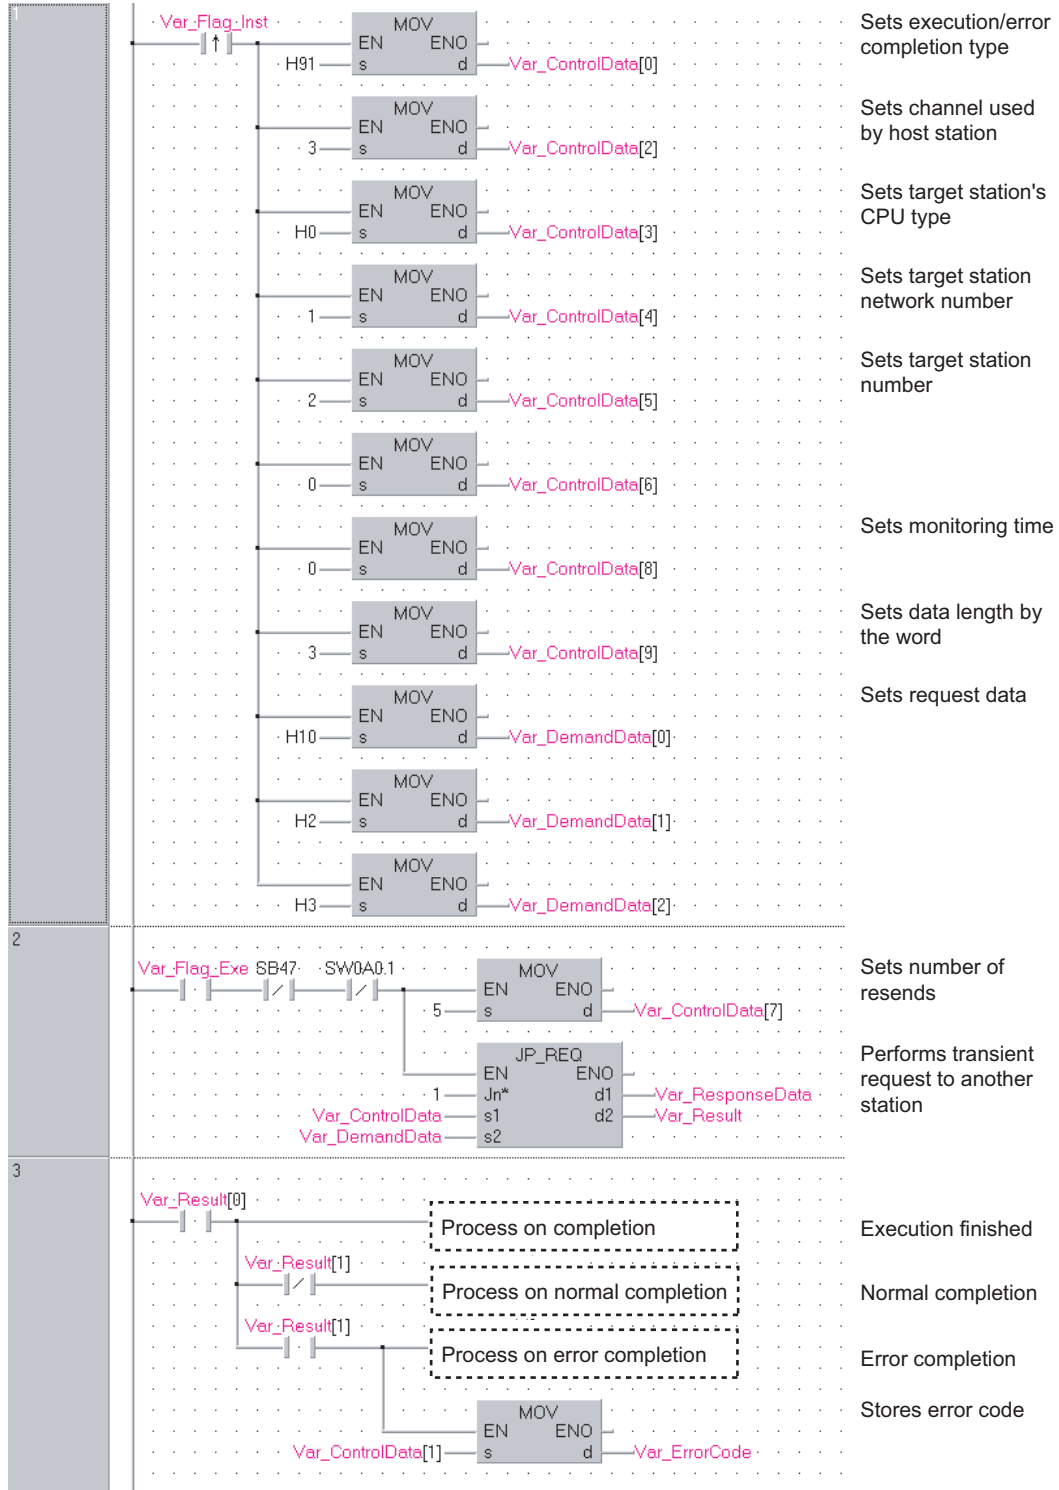 1
Var_Flag_Inst
MOV
EN ENO
H91 s d Var_ControlData[0]
Sets execution/error
completion type
MOV
EN ENO
3 s d Var_ControlData[2]
Sets channel used
by host station
MOV
EN ENO
H0 s d Var_ControlData[3]
Sets target station's
CPU type
MOV
EN ENO
1 s d Var_ControlData[4]
Sets target station
network number
MOV
EN ENO
2 s d Var_ControlData[5]
Sets target station
number
MOV
EN ENO
0 s d Var_ControlData[6]
MOV
EN ENO
0 s d Var_ControlData[8]
Sets monitoring time
MOV
EN ENO
3 s d Var_ControlData[9]
Sets data length by
the word
MOV
EN ENO
H10 s d Var_DemandData[0]
Sets request data
MOV
EN ENO
H2 s d Var_DemandData[1]
MOV
EN ENO
H3 s d Var_DemandData[2]
2
Var_Flag_Exe SB47 SW0A0.1
MOV
EN ENO
5 s d Var_ControlData[7]
Sets number of
resends
JP_REQ
EN ENO
1 Jn* d1 Var_ResponseData
Var_ControlData s1 d2 Var_Result
Var_DemandData s2
Performs transient
request to another
station
3
Var_Result[0]
Process on completion
Execution finished
Var_Result[1]
Process on normal completion
Normal completion
Var_Result[1]
Process on error completion
Error completion
MOV
EN ENO
Var_ControlData[1] s d Var_ErrorCode
Stores error code